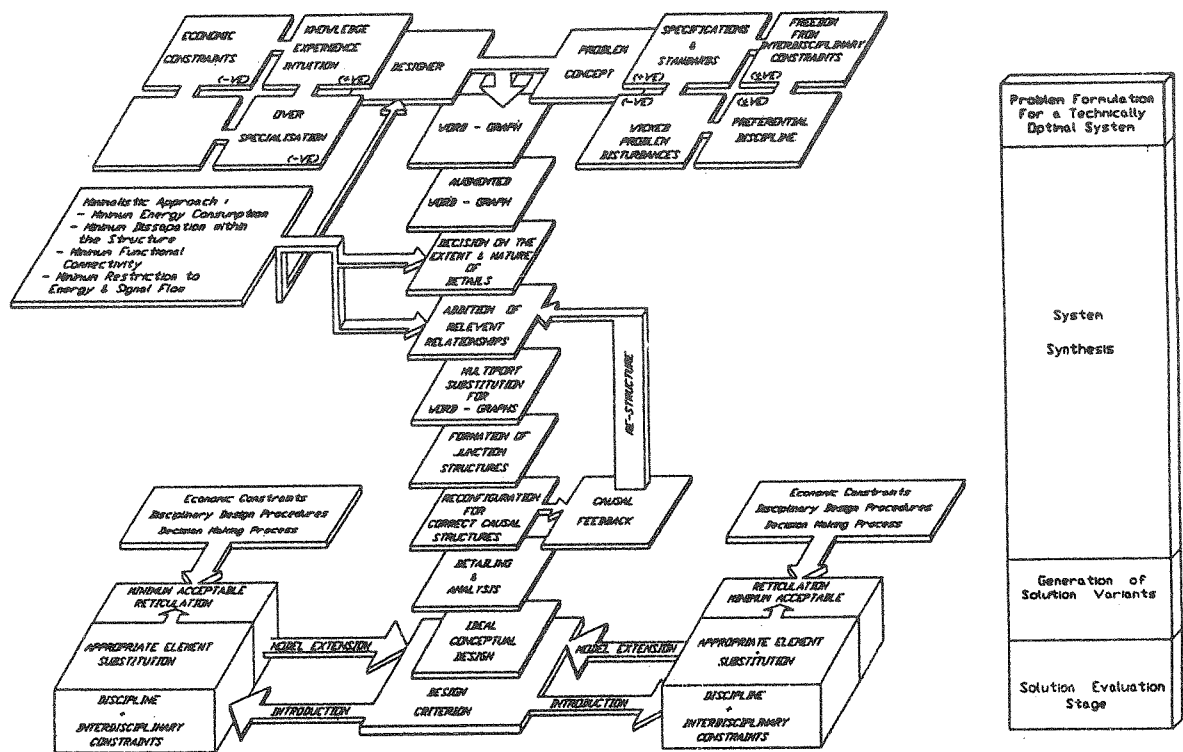 ECONOMIC
CONSTRAINTS
(-VE)
KNOWLEDGE
EXPERIENCE
INTUITION
(+VE)
DESIGNER
PROBLEM
CONCEPT
SPECIFICATIONS
&
STANDARDS
(+VE)
FREEDOM
FROM
INTERDISCIPLINARY
CONSTRAINTS
(±VE)
OVER
SPECIALISATION
(-VE)
WORD - GRAPH
(-VE)
WICKED
PROBLEM
DISTURBANCES
(±VE)
PREFERENTIAL
DISCIPLINE
AUGMENTED
WORD - GRAPH
Minimalistic Approach :
- Minimum Energy Consumption
- Minimum Dissapation within
the Structure
- Minimum Functional
Connectivity
- Minimum Restriction to
Energy & Signal Flow
DECISION ON THE
EXTENT & NATURE
OF
DETAILS
ADDITION OF
RELEVENT
RELATIONSHIPS
MULTIPORT
SUBSTITUTION
FOR
WORD - GRAPHS
RE-STRUCTURE
FORMATION OF
JUNCTION
STRUCTURES
RECONFIGURATION
FOR
CORRECT CAUSAL
STRUCTURES
CAUSAL
FEEDBACK
DETAILING
&
ANALYSIS
IDEAL
CONCEPTUAL
DESIGN
DESIGN
CRITERION
Economic Constraints
Disciplinary Design Procedures
Decision Making Process
MINIMUM ACCEPTABLE
RETICULATION
APPROPRIATE ELEMENT
SUBSTITUTION
DISCIPLINE
+
INTERDISCIPLINARY
CONSTRAINTS
MODEL EXTENSION
INTRODUCTION
MODEL EXTENSION
INTRODUCTION
Economic Constraints
Disciplinary Design Procedures
Decision Making Process
RETICULATION
MINIMUM ACCEPTABLE
APPROPRIATE ELEMENT
+
SUBSTITUTION
DISCIPLINE
+
INTERDISCIPLINARY
CONSTRAINTS
Problem Formulation
For a Technically
Optimal System
System
Synthesis
Generation of
Solution Variants
Solution Evaluation
Stage